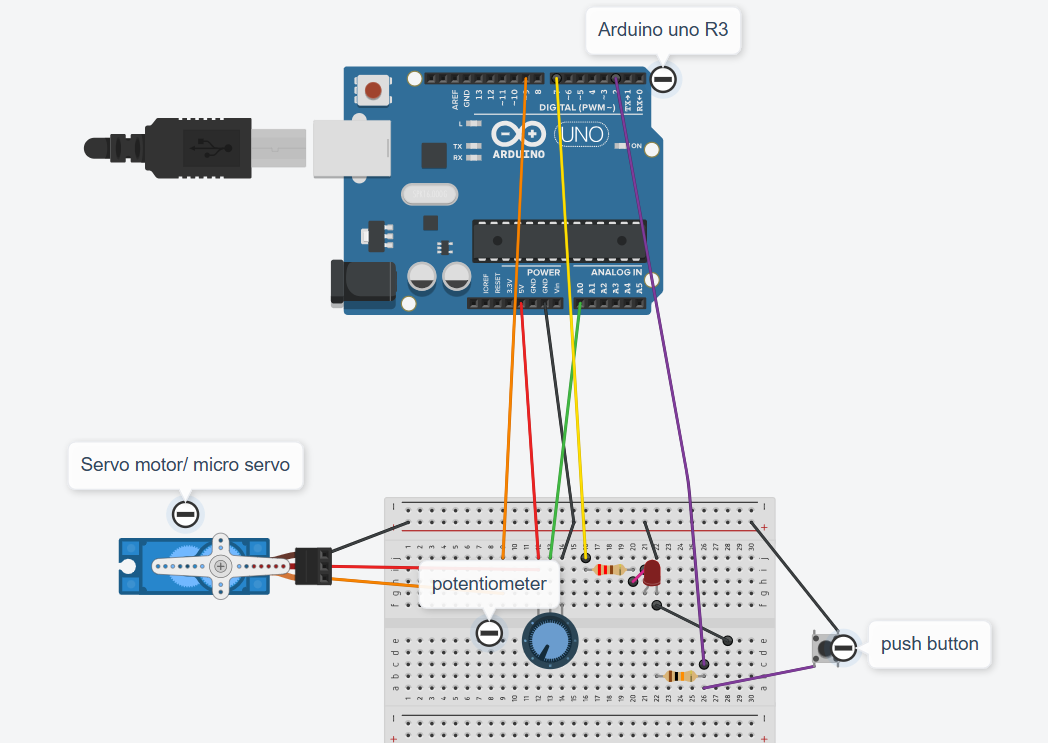 Arduino uno R3
AREF
GND
13
12
~11
~10
8
~6
~5
4
~3
2
TX→1
RX←0
DIGITAL (PWM~)
L
TX
RX
ARDUINO
UNO
ON
IOREF
RESET
3.3V
5V
GND
GND
Vin
POWER
ANALOG IN
A0
A1
A2
A3
A4
A5
Servo motor/ micro servo
potentiometer
push button